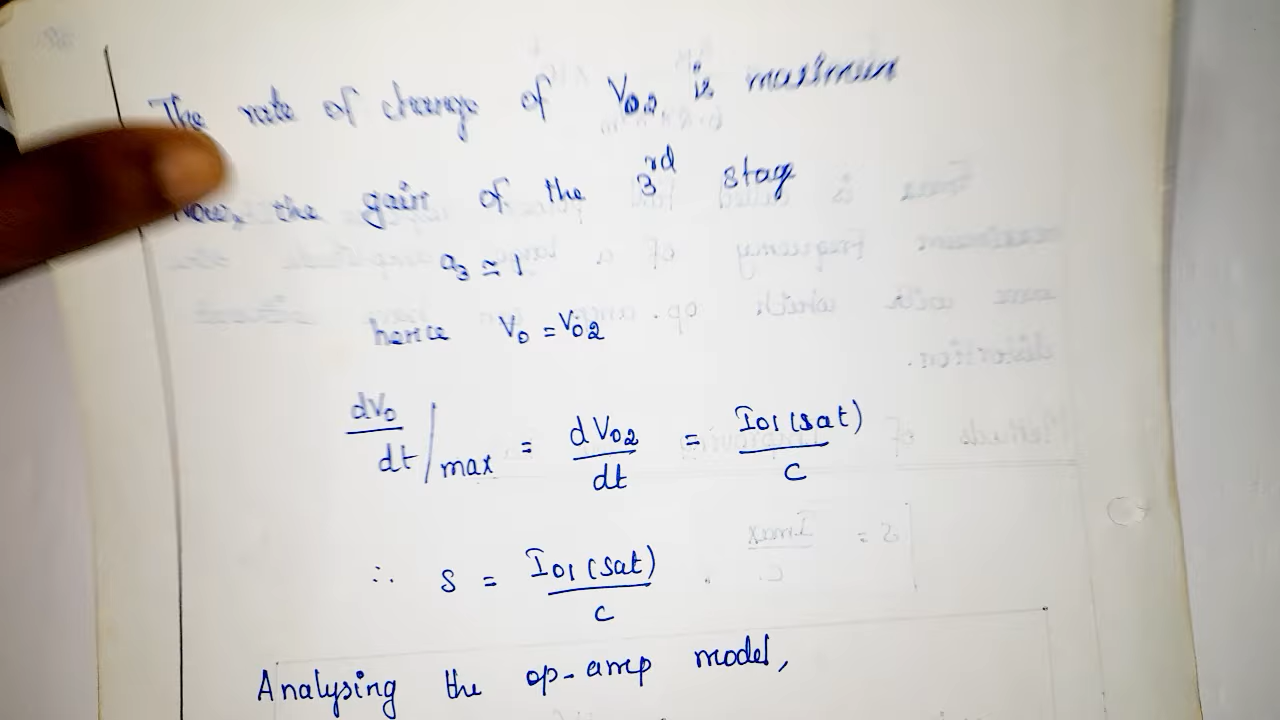 The rate of change of Vo2 is maximum
Now, the gain of the 3rd stage
a3 ≃ 1
hence Vo = Vo2
dVo/dt|max = dVo2/dt = Io1(sat)/C
∴ S = Io1(sat)/C.
Analysing the op-amp model,